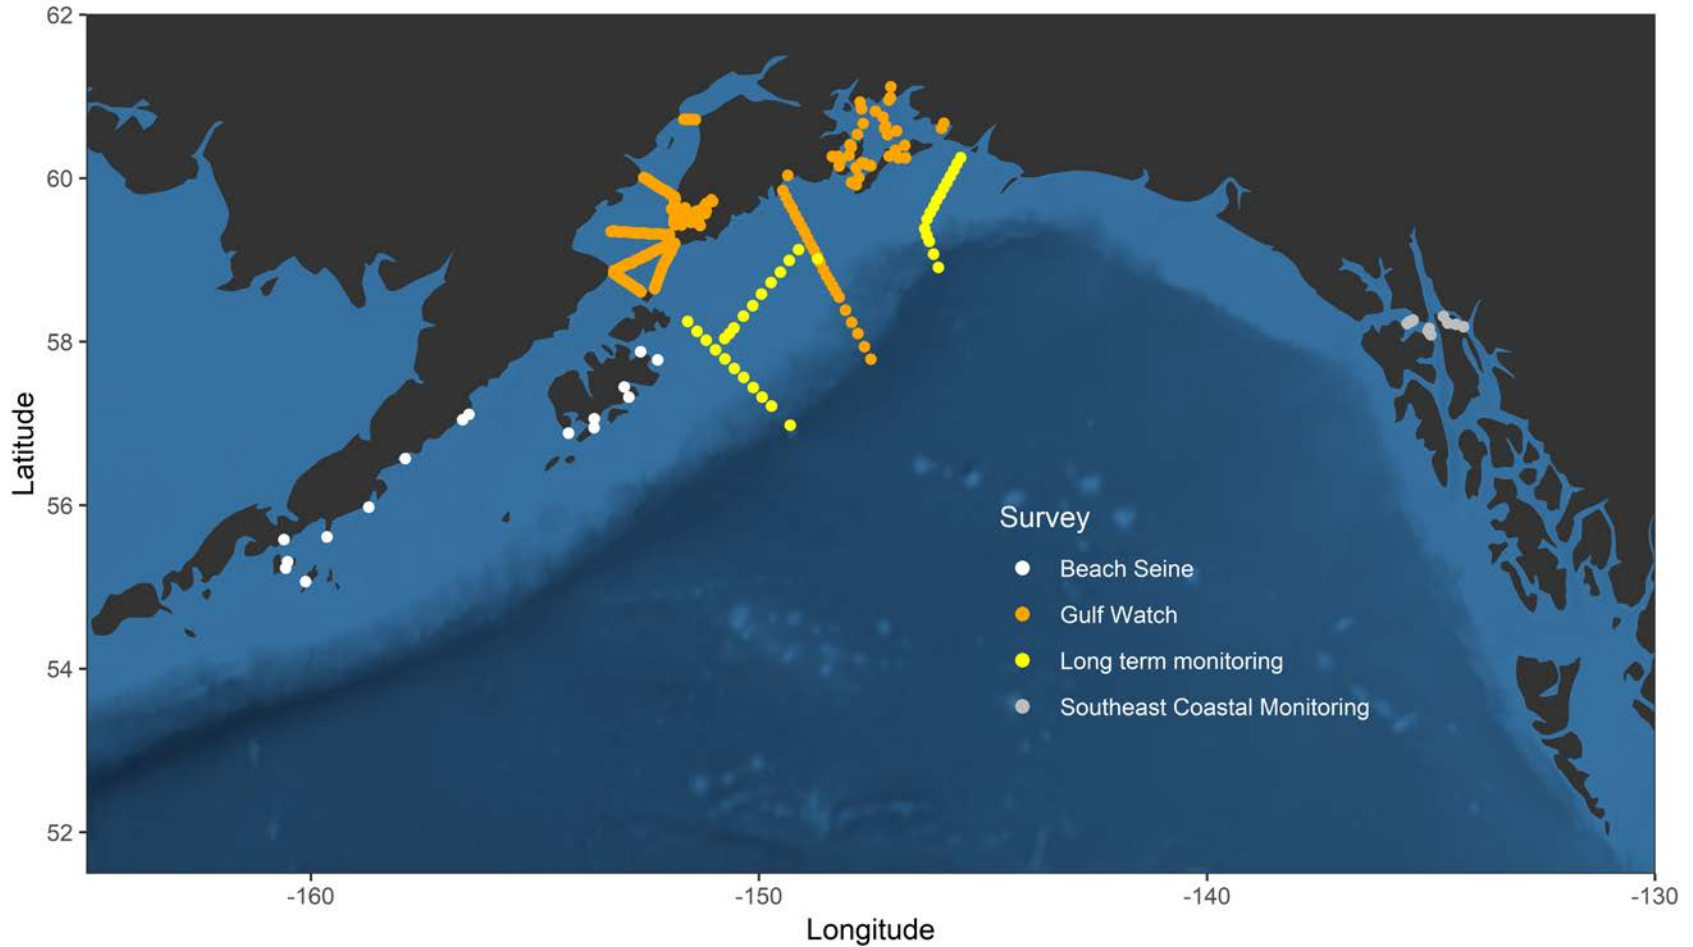 62
60
58
56
54
52
Latitude
Survey
Beach Seine
Gulf Watch
Long term monitoring
Southeast Coastal Monitoring
-160
-150
-140
-130
Longitude